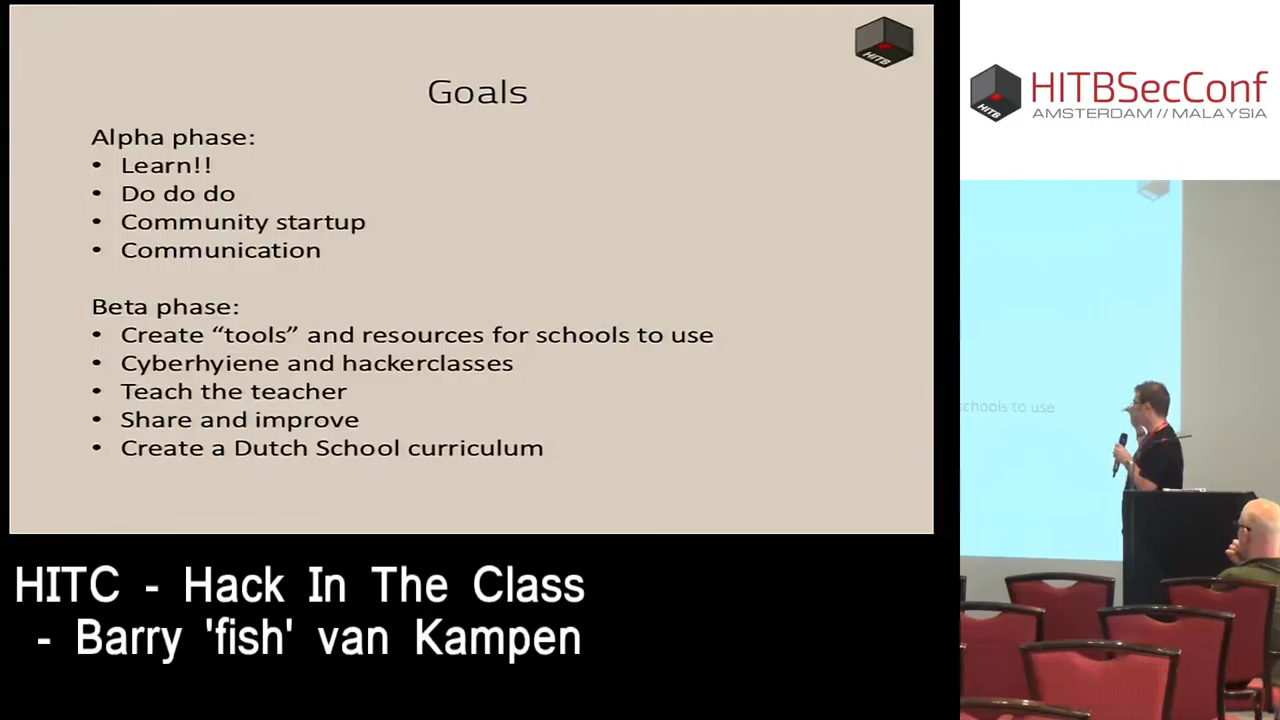 HITB
Goals
Alpha phase:
• Learn!!
• Do do do
• Community startup
• Communication
Beta phase:
• Create “tools” and resources for schools to use
• Cyberhyiene and hackerclasses
• Teach the teacher
• Share and improve
• Create a Dutch School curriculum
HITC - Hack In The Class
- Barry 'fish' van Kampen
HITB
HITBSecConf
AMSTERDAM // MALAYSIA
schools to use